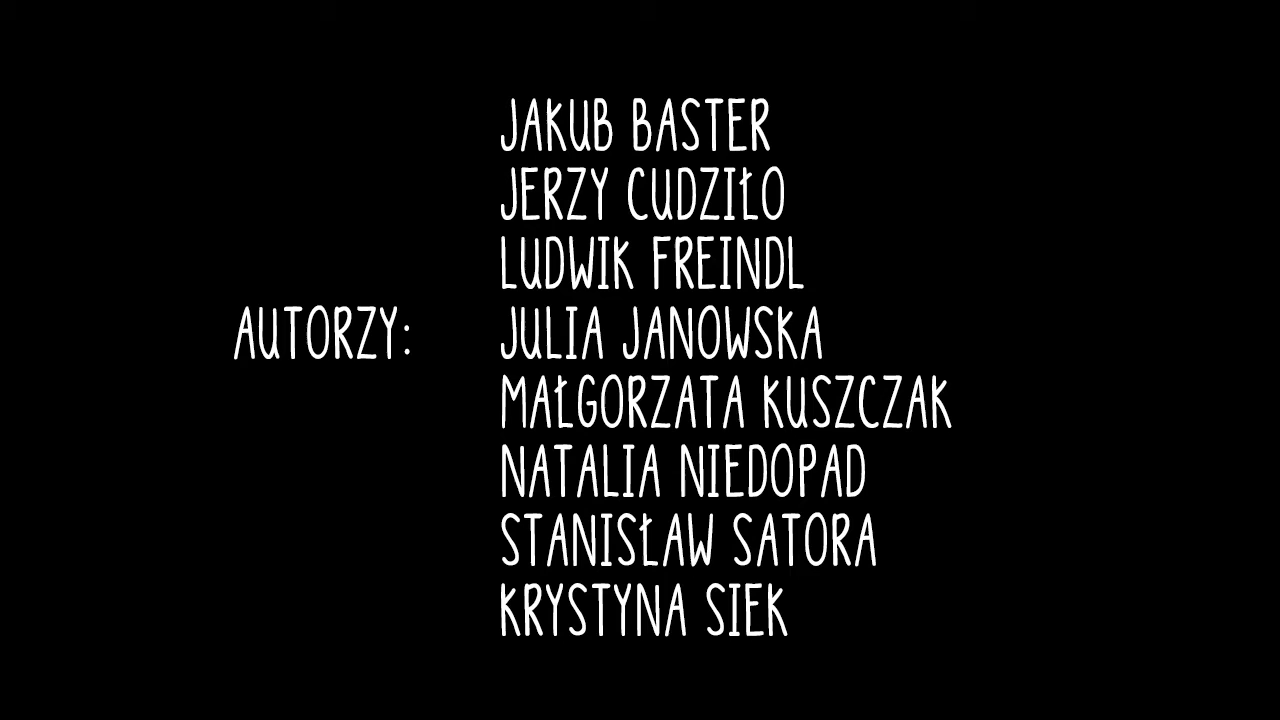 JAKUB BASTER
JERZY CUDZIŁO
LUDWIK FREINDL
AUTORZY: JULIA JANOWSKA
MAŁGORZATA KUSZCZAK
NATALIA NIEDOPAD
STANISŁAW SATORA
KRYSTYNA SIEK